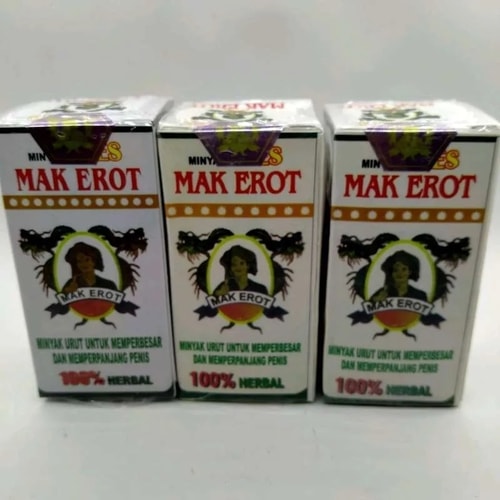 MAK EROT
MAK EROT
MINYAK URUT UNTUK MEMPERBESAR
DAN MEMPERPANJANG PENIS
100% HERBAL
MAK EROT
MAK EROT
MINYAK URUT UNTUK MEMPERBESAR
DAN MEMPERPANJANG PENIS
100% HERBAL
MAK EROT
MAK EROT
MINYAK URUT UNTUK MEMPERBESAR
DAN MEMPERPANJANG PENIS
100% HERBAL